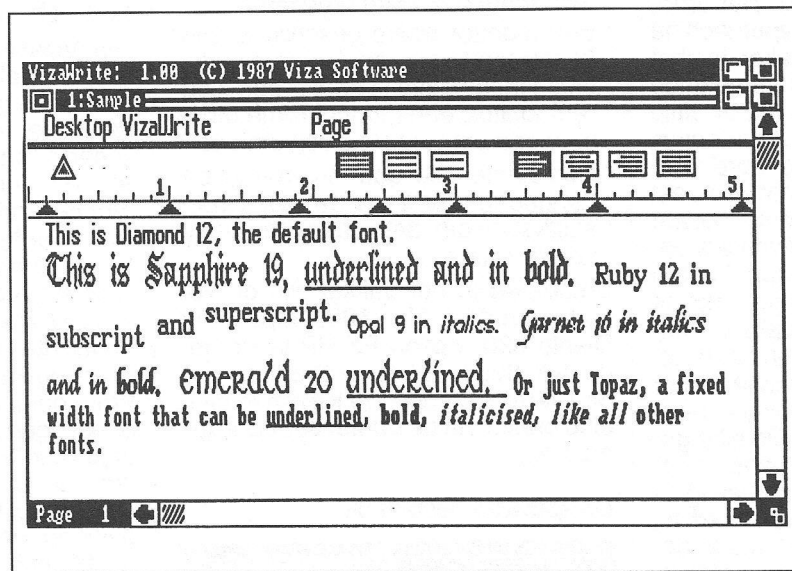 VizaWrite: 1.00 (C) 1987 Viza Software
1:Sample
Desktop VizaWrite Page 1
1 2 3 4 5
This is Diamond 12, the default font.
This is Sapphire 19, underlined and in bold. Ruby 12 in
subscript and superscript. Opal 9 in italics. Garnet 16 in italics
and in bold. Emerald 20 underlined. Or just Topaz, a fixed
width font that can be underlined, bold, italicised, like all other
fonts.
Page 1